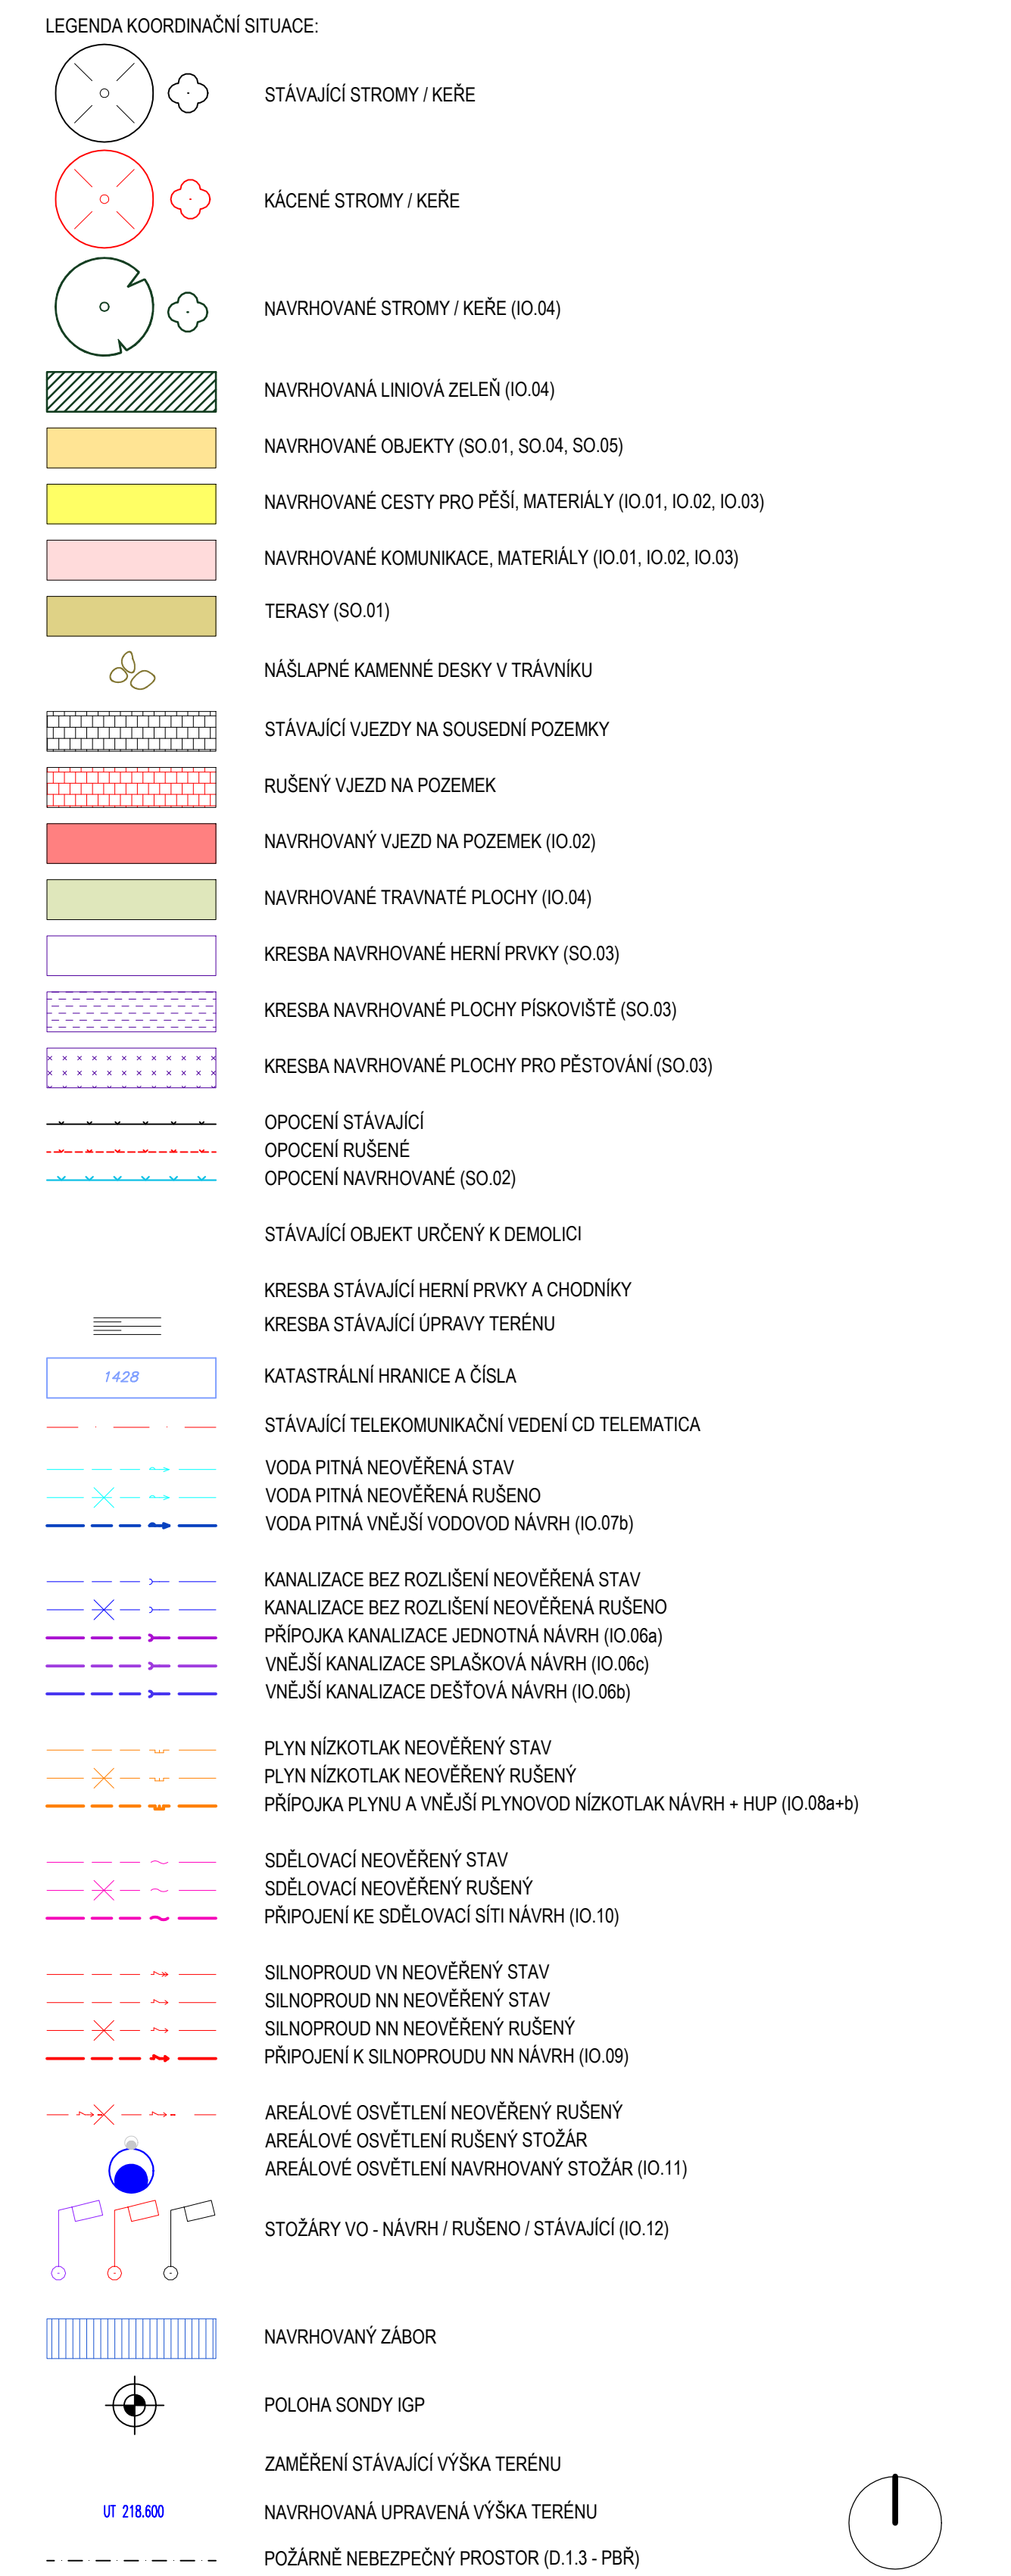 LEGENDA KOORDINAČNÍ SITUACE:
STÁVAJÍCÍ STROMY / KEŘE
KÁCENÉ STROMY / KEŘE
NAVRHOVANÉ STROMY / KEŘE (IO.04)
NAVRHOVANÁ LINIOVÁ ZELEŇ (IO.04)
NAVRHOVANÉ OBJEKTY (SO.01, SO.04, SO.05)
NAVRHOVANÉ CESTY PRO PĚŠÍ, MATERIÁLY (IO.01, IO.02, IO.03)
NAVRHOVANÉ KOMUNIKACE, MATERIÁLY (IO.01, IO.02, IO.03)
TERASY (SO.01)
NÁŠLAPNÉ KAMENNÉ DESKY V TRÁVNÍKU
STÁVAJÍCÍ VJEZDY NA SOUSEDNÍ POZEMKY
RUŠENÝ VJEZD NA POZEMEK
NAVRHOVANÝ VJEZD NA POZEMEK (IO.02)
NAVRHOVANÉ TRAVNATÉ PLOCHY (IO.04)
KRESBA NAVRHOVANÉ HERNÍ PRVKY (SO.03)
KRESBA NAVRHOVANÉ PLOCHY PÍSKOVIŠTĚ (SO.03)
KRESBA NAVRHOVANÉ PLOCHY PRO PĚSTOVÁNÍ (SO.03)
OPOCENÍ STÁVAJÍCÍ
OPOCENÍ RUŠENÉ
OPOCENÍ NAVRHOVANÉ (SO.02)
STÁVAJÍCÍ OBJEKT URČENÝ K DEMOLICI
KRESBA STÁVAJÍCÍ HERNÍ PRVKY A CHODNÍKY
KRESBA STÁVAJÍCÍ ÚPRAVY TERÉNU
1428 KATASTRÁLNÍ HRANICE A ČÍSLA
STÁVAJÍCÍ TELEKOMUNIKAČNÍ VEDENÍ CD TELEMATICA
VODA PITNÁ NEOVĚŘENÁ STAV
VODA PITNÁ NEOVĚŘENÁ RUŠENO
VODA PITNÁ VNĚJŠÍ VODOVOD NÁVRH (IO.07b)
KANALIZACE BEZ ROZLIŠENÍ NEOVĚŘENÁ STAV
KANALIZACE BEZ ROZLIŠENÍ NEOVĚŘENÁ RUŠENO
PŘÍPOJKA KANALIZACE JEDNOTNÁ NÁVRH (IO.06a)
VNĚJŠÍ KANALIZACE SPLAŠKOVÁ NÁVRH (IO.06c)
VNĚJŠÍ KANALIZACE DEŠŤOVÁ NÁVRH (IO.06b)
PLYN NÍZKOTLAK NEOVĚŘENÝ STAV
PLYN NÍZKOTLAK NEOVĚŘENÝ RUŠENÝ
PŘÍPOJKA PLYNU A VNĚJŠÍ PLYNOVOD NÍZKOTLAK NÁVRH + HUP (IO.08a+b)
SDĚLOVACÍ NEOVĚŘENÝ STAV
SDĚLOVACÍ NEOVĚŘENÝ RUŠENÝ
PŘIPOJENÍ KE SDĚLOVACÍ SÍTI NÁVRH (IO.10)
SILNOPROUD VN NEOVĚŘENÝ STAV
SILNOPROUD NN NEOVĚŘENÝ STAV
SILNOPROUD NN NEOVĚŘENÝ RUŠENÝ
PŘIPOJENÍ K SILNOPROUDU NN NÁVRH (IO.09)
AREÁLOVÉ OSVĚTLENÍ NEOVĚŘENÝ RUŠENÝ
AREÁLOVÉ OSVĚTLENÍ RUŠENÝ STOŽÁR
AREÁLOVÉ OSVĚTLENÍ NAVRHOVANÝ STOŽÁR (IO.11)
STOŽÁRY VO - NÁVRH / RUŠENO / STÁVAJÍCÍ (IO.12)
NAVRHOVANÝ ZÁBOR
POLOHA SONDY IGP
ZAMĚŘENÍ STÁVAJÍCÍ VÝŠKA TERÉNU
UT 218.600 NAVRHOVANÁ UPRAVENÁ VÝŠKA TERÉNU
POŽÁRNĚ NEBEZPEČNÝ PROSTOR (D.1.3 - PBŘ)